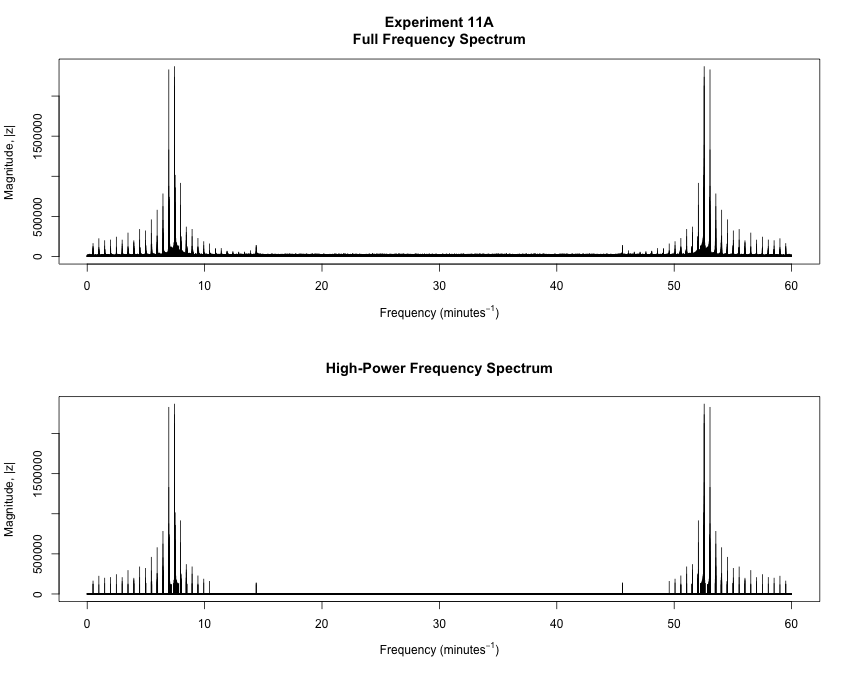 Experiment 11A
Full Frequency Spectrum
Magnitude, |z|
0 500000 1500000
0 10 20 30 40 50 60
Frequency (minutes⁻¹)
High-Power Frequency Spectrum
Magnitude, |z|
0 500000 1500000
0 10 20 30 40 50 60
Frequency (minutes⁻¹)